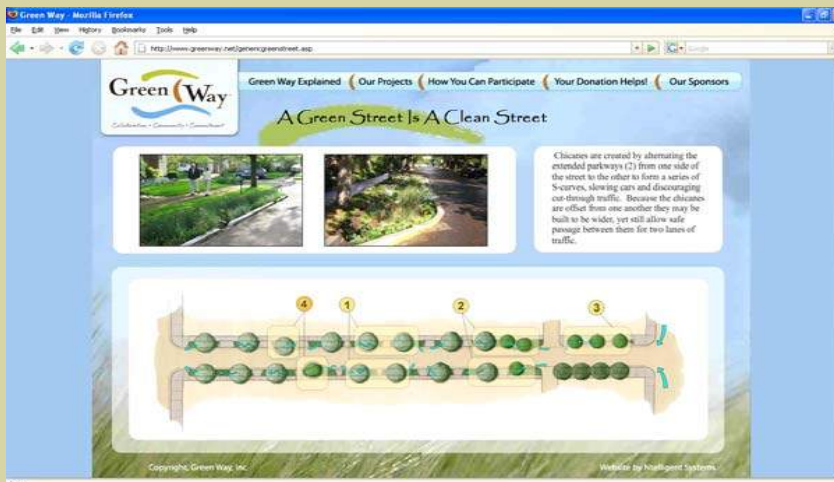 Green Way - Mozilla Firefox
File Edit View History Bookmarks Tools Help
http://www.greenway.net/genericgreenstreet.asp
Google
Green Way
Collaboration • Community • Commitment
Green Way Explained ( Our Projects ( How You Can Participate ( Your Donation Helps! ( Our Sponsors
A Green Street Is A Clean Street
Chicanes are created by alternating the
extended parkways (2) from one side of
the street to the other to form a series of
S-curves, slowing cars and discouraging
cut-through traffic. Because the chicanes
are offset from one another they may be
built to be wider, yet still allow safe
passage between them for two lanes of
traffic.
4 1 2 3
Copyright, Green Way, Inc. Website by Ntelligent Systems.